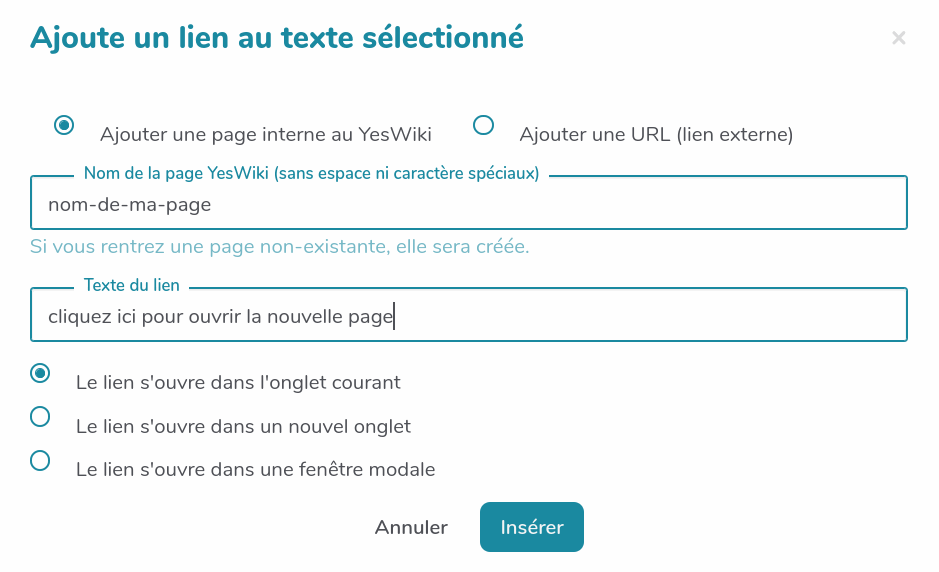 Ajoute un lien au texte sélectionné
×
Ajouter une page interne au YesWiki
Ajouter une URL (lien externe)
Nom de la page YesWiki (sans espace ni caractère spéciaux)
nom-de-ma-page
Si vous rentrez une page non-existante, elle sera créée.
Texte du lien
cliquez ici pour ouvrir la nouvelle page
Le lien s'ouvre dans l'onglet courant
Le lien s'ouvre dans un nouvel onglet
Le lien s'ouvre dans une fenêtre modale
Annuler
Insérer